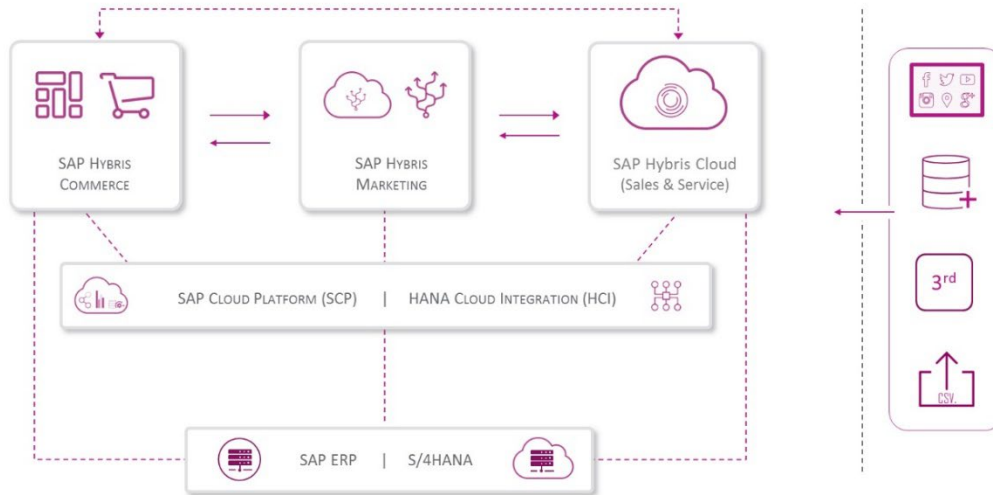 SAP HYBRIS
COMMERCE
SAP HYBRIS
MARKETING
SAP Hybris Cloud
(Sales & Service)
SAP CLOUD PLATFORM (SCP) | HANA CLOUD INTEGRATION (HCI)
SAP ERP | S/4HANA
3rd
CSV.